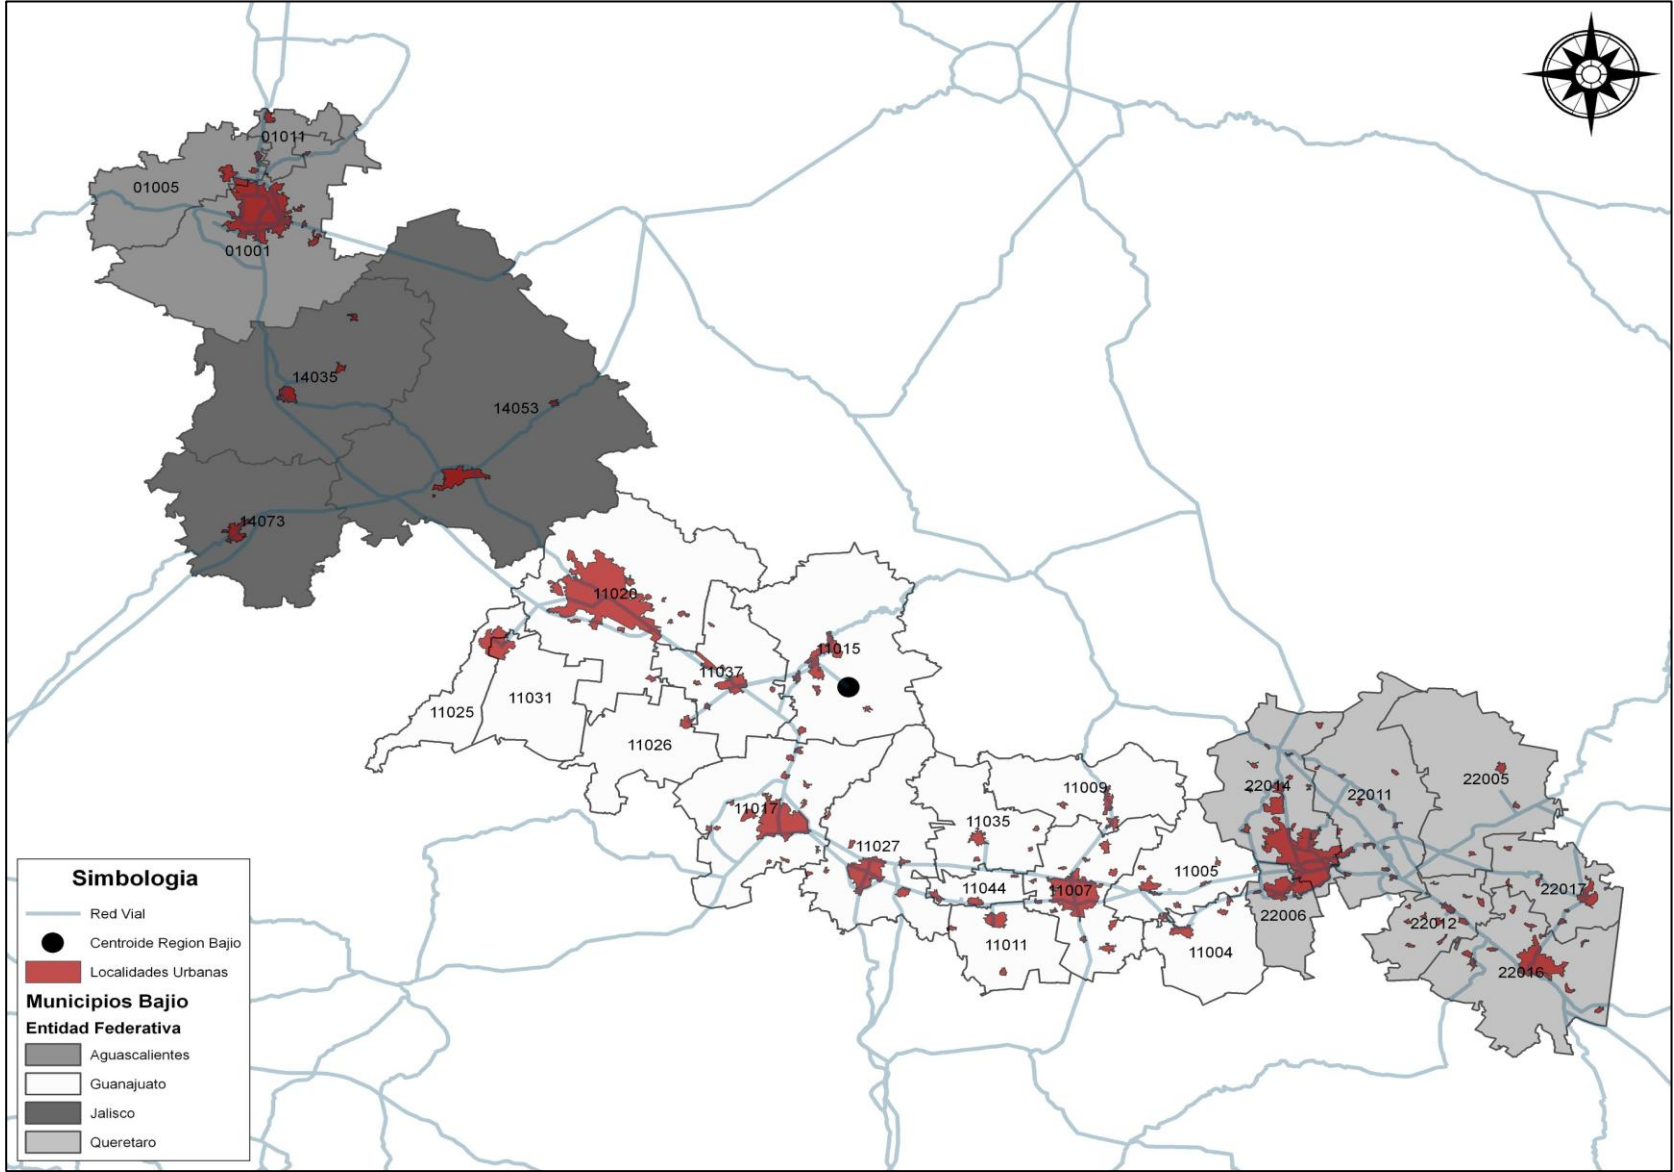 01011
01005
01001
14035
14053
14073
11020
11015
11037
11031
11025
11026
22005
22014
11009
22011
11017
11035
11027
11005
11044
11007
22017
22006
22012
11011
11004
22016
Simbologia
Red Vial
Centroide Region Bajio
Localidades Urbanas
Municipios Bajio
Entidad Federativa
Aguascalientes
Guanajuato
Jalisco
Queretaro